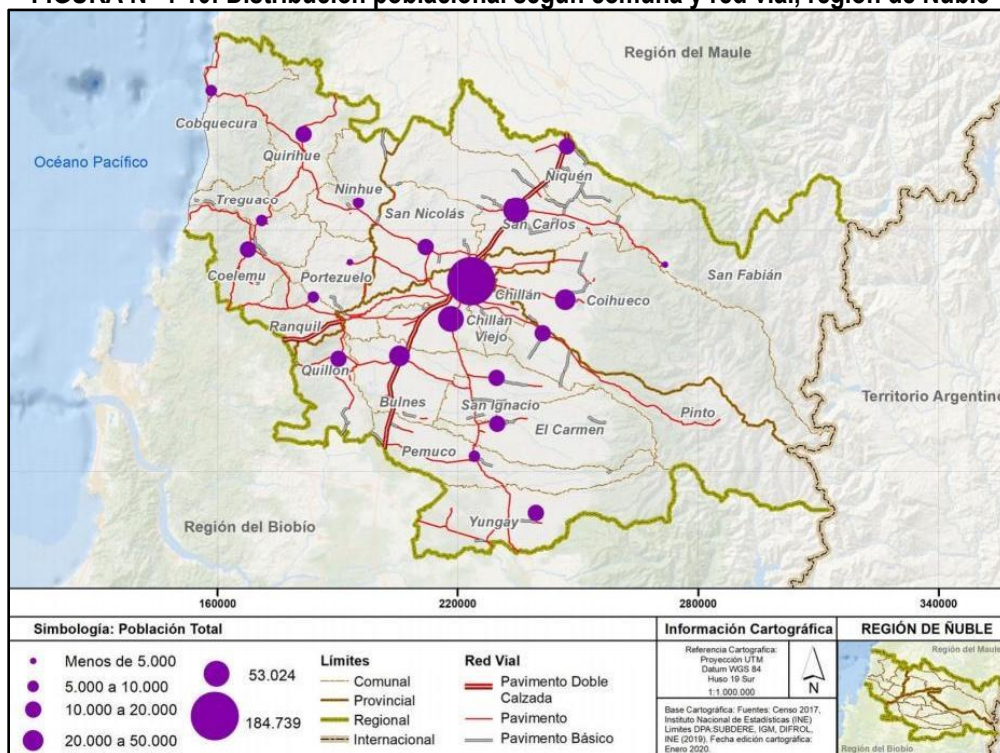 FIGURA N° 4-10: Distribución poblacional según comuna y red vial, región de Ñuble
Región del Maule
Cobquecura
Océano Pacífico
Quirihue
Ñiquén
Ninhue
Treguaco
San Nicolás
San Carlos
San Fabián
Coelemu
Portezuelo
Chillán
Coihueco
Ranquil
Chillán
Viejo
Quillón
Territorio Argentino
Bulnes
San Ignacio
Pinto
El Carmen
Pemuco
Región del Biobío
Yungay
160000 220000 280000 340000
Simbología: Población Total
Menos de 5.000
5.000 a 10.000
10.000 a 20.000
20.000 a 50.000
53.024
184.739
Límites
Comunal
Provincial
Regional
Internacional
Red Vial
Pavimento Doble
Calzada
Pavimento
Pavimento Básico
Información Cartográfica
Referencia Cartografica:
Proyección UTM
Datum WGS 84
Huso 19 Sur
1:1.000.000
N
Base Cartográfica: Fuentes: Censo 2017,
Instituto Nacional de Estadísticas (INE)
Limites DPA:SUBDERE, IGM, DIFROL,
INE (2019). Fecha edición cartográfica:
Enero 2020.
REGIÓN DE ÑUBLE
Región del Maule
Región del Biobío